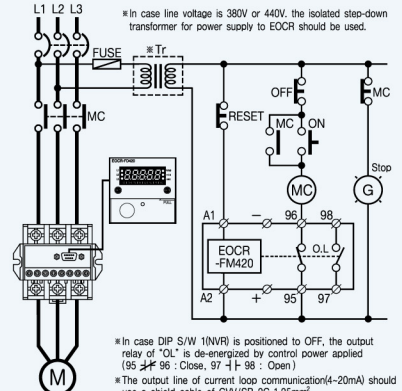 L1 L2 L3
※In case line voltage is 380V or 440V. the isolated step-down
transformer for power supply to EOCR should be used.
FUSE
※Tr
OFF
MC
RESET
MC ON
MC
EOCR-FD420
PULL
MC
Stop
G
A1 − 96 98
EOCR
-FM420
O.L
A2 + 95 97
M
※In case DIP S/W 1(NVR) is positioned to OFF, the output
relay of "OL" is de-energized by control power applied
(95 96 : Close, 97 98 : Open)
※The output line of current loop communication(4~20mA) should